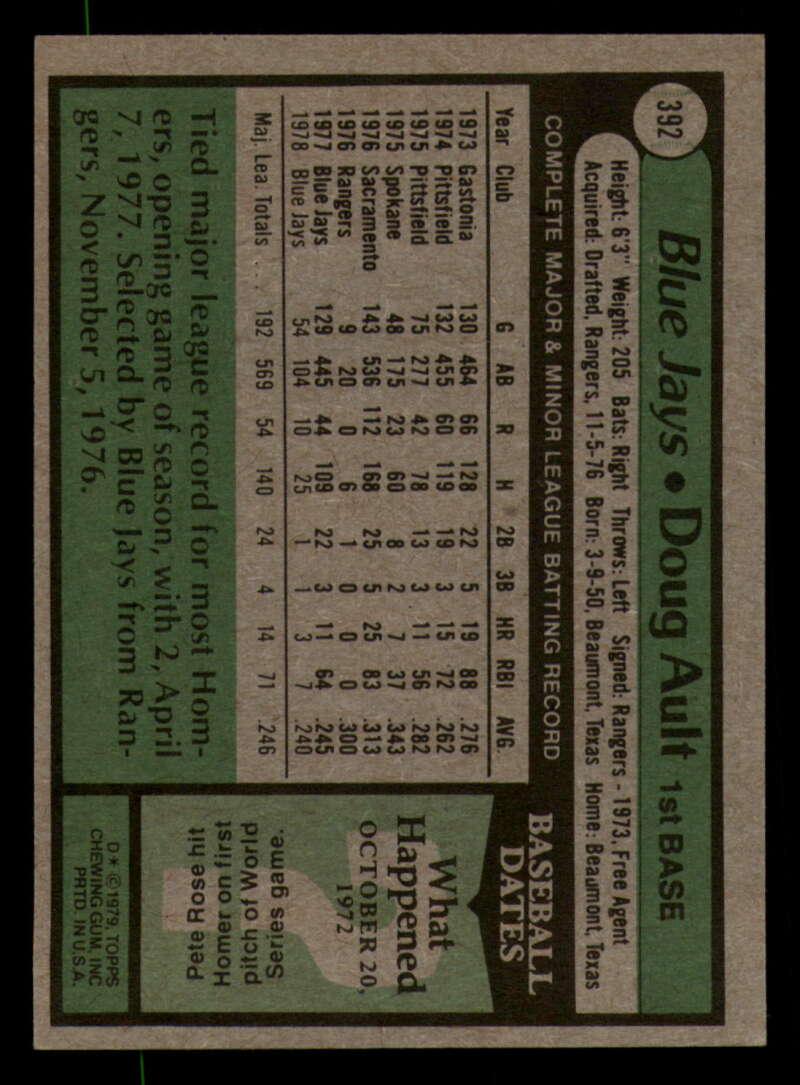 392
Blue Jays • Doug Ault 1st BASE
Height: 6'3" Weight: 205 Bats: Right Throws: Left Signed: Rangers - 1973, Free Agent
Acquired: Drafted, Rangers, 11-5-76 Born: 3-9-50, Beaumont, Texas Home: Beaumont, Texas
COMPLETE MAJOR & MINOR LEAGUE BATTING RECORD
Year Club G AB R H 2B 3B HR RBI AVG.
1973 Gastonia 130 464 66 128 22 5 19 88 .276
1974 Pittsfield 132 455 60 119 19 3 15 72 .262
1975 Pittsfield 75 277 42 78 13 3 11 56 .282
1975 Spokane 48 175 23 60 8 2 7 37 .343
1976 Sacramento 143 536 112 168 25 5 25 83 .313
1976 Rangers 9 20 0 6 1 0 0 0 .300
1977 Blue Jays 129 445 44 109 22 3 11 64 .245
1978 Blue Jays 54 104 10 25 1 1 3 7 .240
Maj. Lea. Totals . . . 192 569 54 140 24 4 14 71 .246
Tied major league record for most Hom-
ers, opening game of season, with 2, April
7, 1977. Selected by Blue Jays from Ran-
gers, November 5, 1976.
BASEBALL
DATES
What
Happened
OCTOBER 20,
1972
Pete Rose hit
Homer on first
pitch of World
Series game.
D* © 1979, TOPPS
CHEWING GUM, INC
PRTD. IN U.S.A.